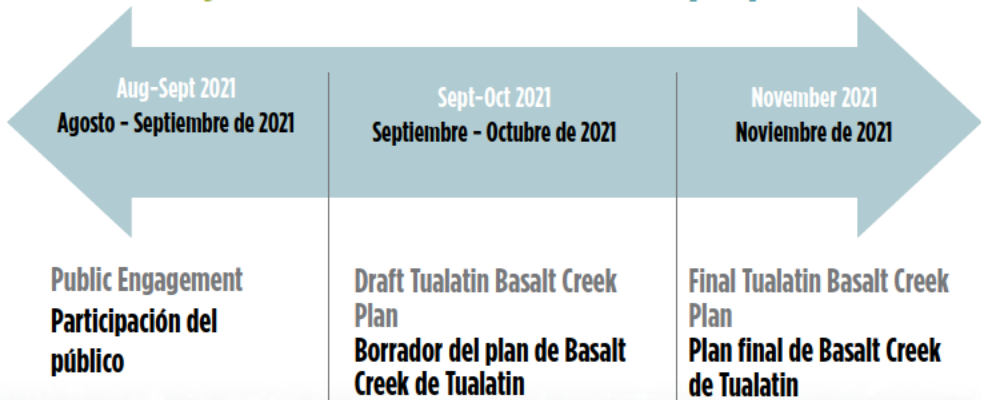 Aug-Sept 2021
Agosto - Septiembre de 2021
Sept-Oct 2021
Septiembre - Octubre de 2021
November 2021
Noviembre de 2021
Public Engagement
Participación del
público
Draft Tualatin Basalt Creek
Plan
Borrador del plan de Basalt
Creek de Tualatin
Final Tualatin Basalt Creek
Plan
Plan final de Basalt Creek
de Tualatin